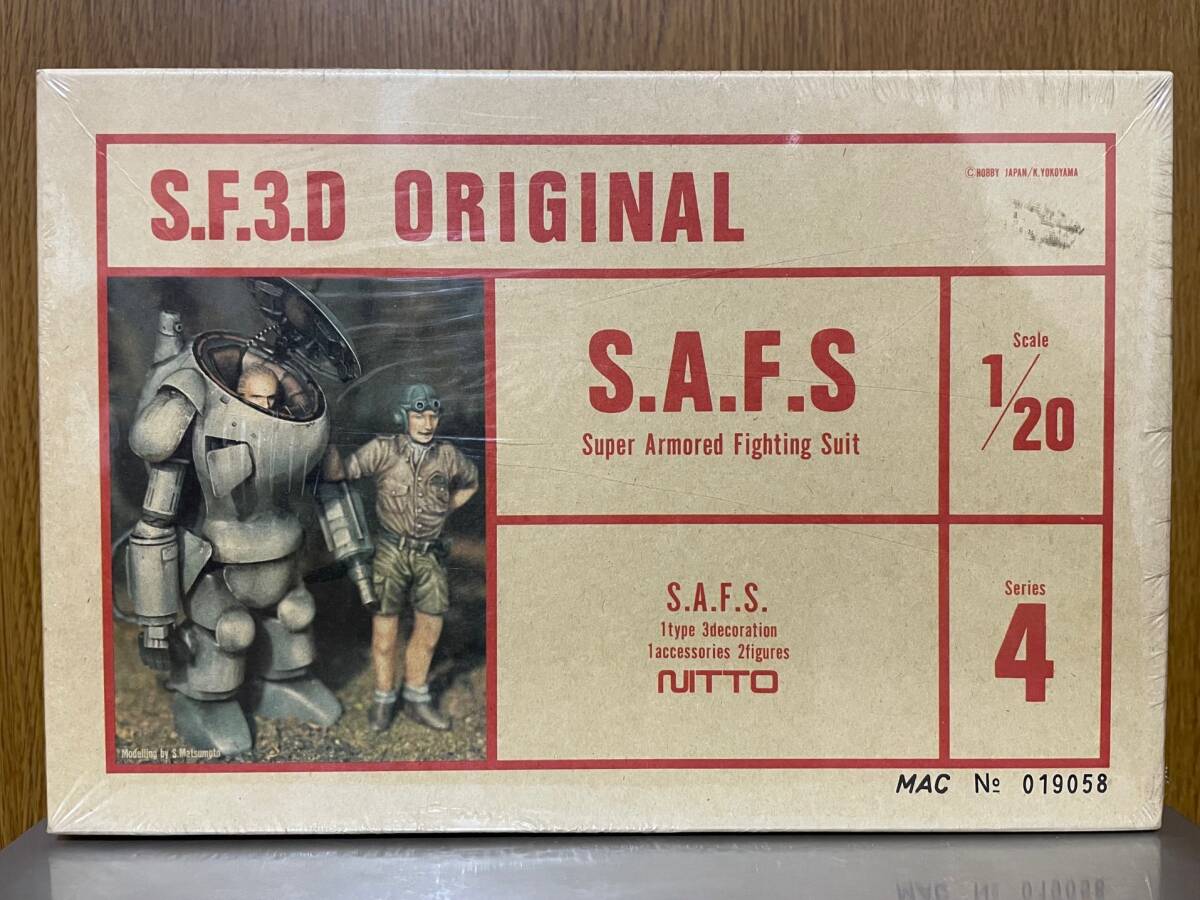 S.F.3.D ORIGINAL
© HOBBY JAPAN/K.YOKOYAMA
S.A.F.S
Super Armored Fighting Suit
Scale
1/20
S.A.F.S.
1type 3decoration
1accessories 2figures
NITTO
Series
4
Modelling by S.Matsumoto
MAC № 019058